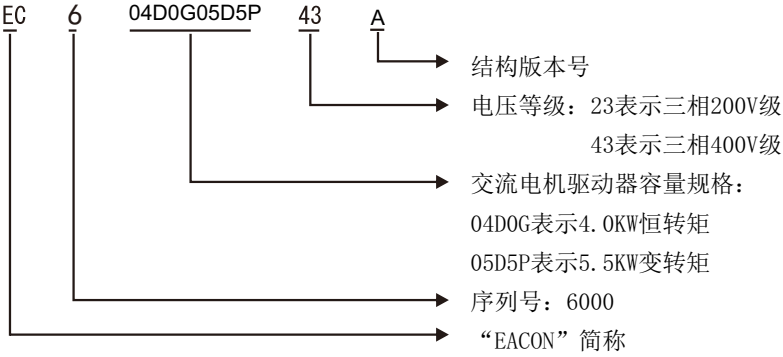 EC 6 04D0G05D5P 43 A
结构版本号
电压等级：23表示三相200V级
43表示三相400V级
交流电机驱动器容量规格：
04D0G表示4.0KW恒转矩
05D5P表示5.5KW变转矩
序列号：6000
“EACON”简称